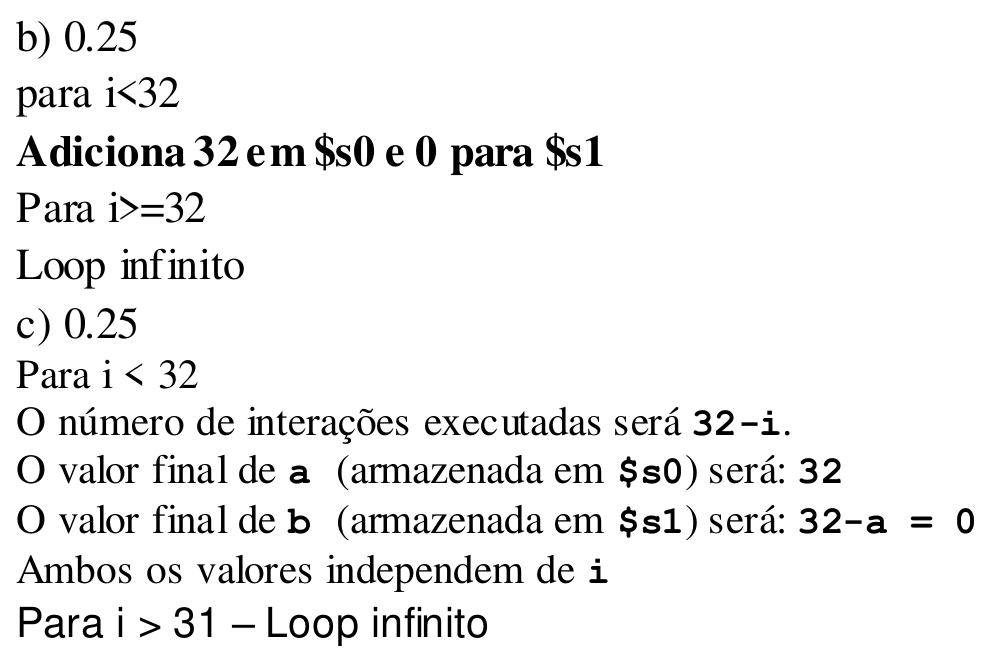 b) 0.25
para i<32
Adiciona 32 em $s0 e 0 para $s1
Para i>=32
Loop infinito
c) 0.25
Para i < 32
O número de interações executadas será 32-i.
O valor final de a (armazenada em $s0) será: 32
O valor final de b (armazenada em $s1) será: 32-a = 0
Ambos os valores independem de i
Para i > 31 – Loop infinito